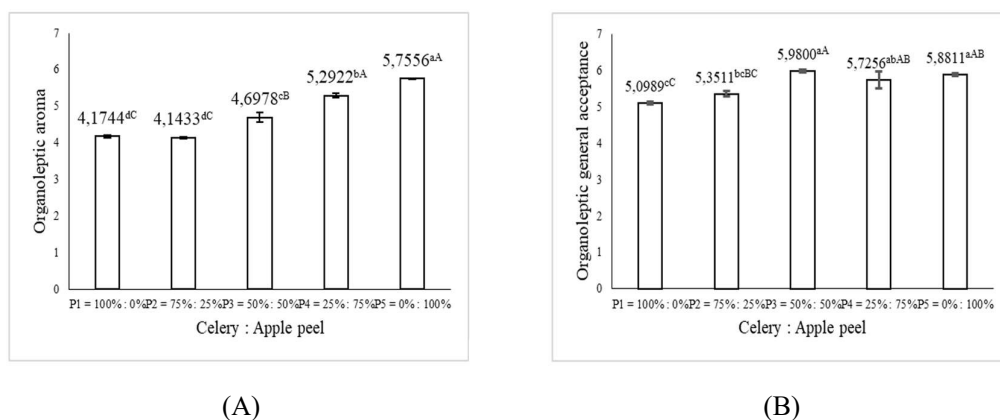 7
6
5
4
3
2
1
0
Organoleptic aroma
4,1744dC
4,1433dC
4,6978cB
5,2922bA
5,7556aA
P1 = 100% : 0% P2 = 75% : 25% P3 = 50% : 50% P4 = 25% : 75% P5 = 0% : 100%
Celery : Apple peel
(A)
7
6
5
4
3
2
1
0
Organoleptic general acceptance
5,0989cC
5,3511bcBC
5,9800aA
5,7256abAB
5,8811aAB
P1 = 100% : 0% P2 = 75% : 25% P3 = 50% : 50% P4 = 25% : 75% P5 = 0% : 100%
Celery : Apple peel
(B)